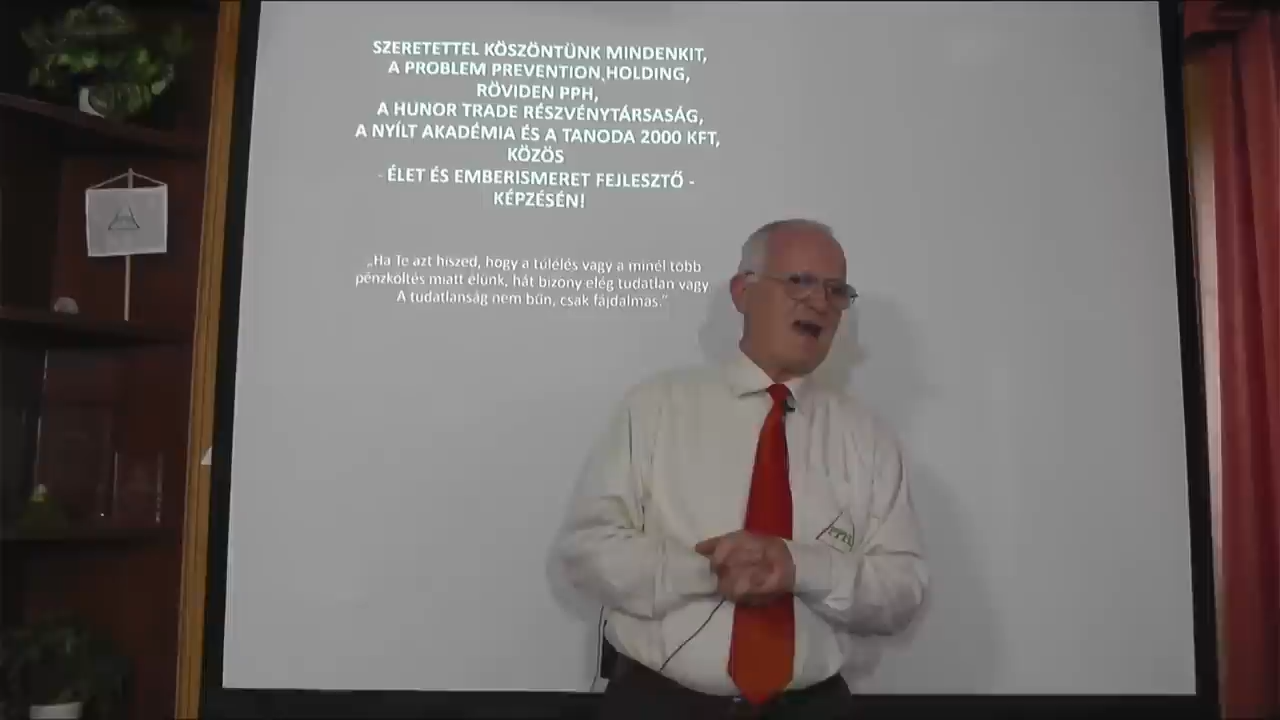 SZERETETTEL KÖSZÖNTÜNK MINDENKIT,
A PROBLEM PREVENTION HOLDING,
RÖVIDEN PPH,
A HUNOR TRADE RÉSZVÉNYTÁRSASÁG,
A NYÍLT AKADÉMIA ÉS A TANODA 2000 KFT,
KÖZÖS
- ÉLET ÉS EMBERISMERET FEJLESZTŐ -
KÉPZÉSÉN!
„Ha Te azt hiszed, hogy a túlélés vagy a minél több
pénzköltés miatt élünk, hát bizony elég tudatlan vagy
A tudatlanság nem bűn, csak fájdalmas.”
PPH